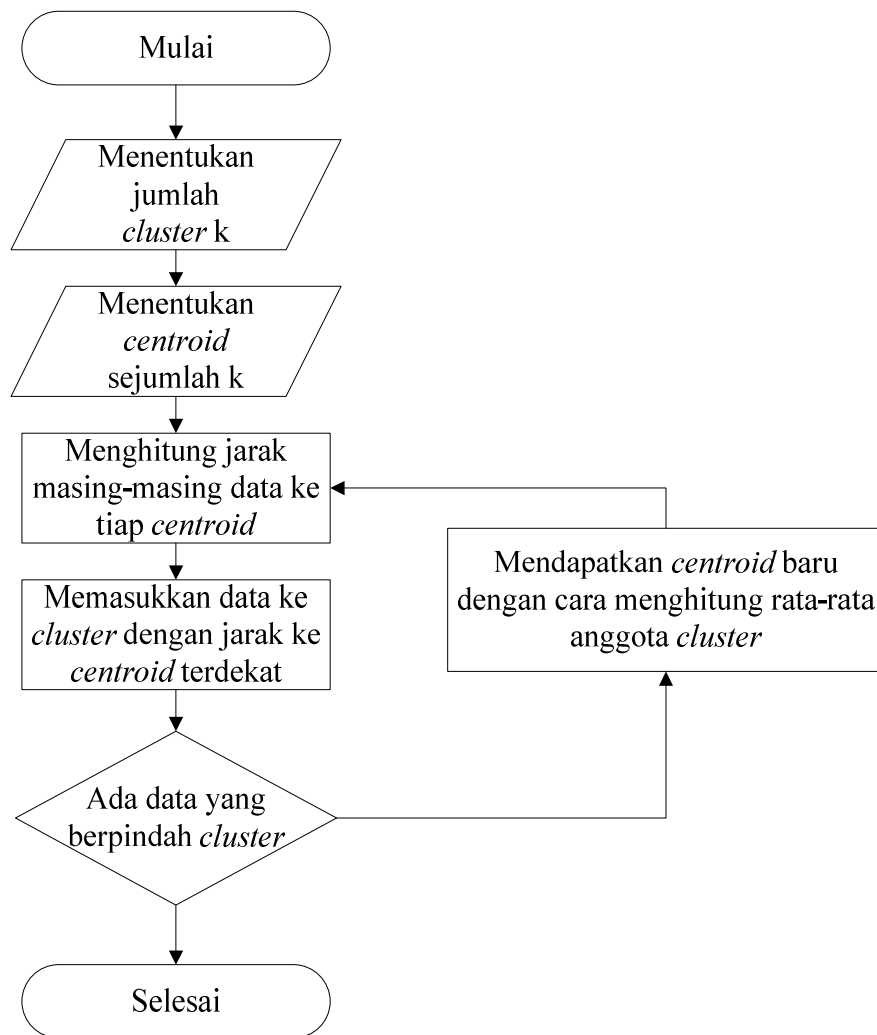 Mulai
Menentukan
jumlah
cluster k
Menentukan
centroid
sejumlah k
Menghitung jarak
masing-masing data ke
tiap centroid
Memasukkan data ke
cluster dengan jarak ke
centroid terdekat
Ada data yang
berpindah cluster
Mendapatkan centroid baru
dengan cara menghitung rata-rata
anggota cluster
Selesai